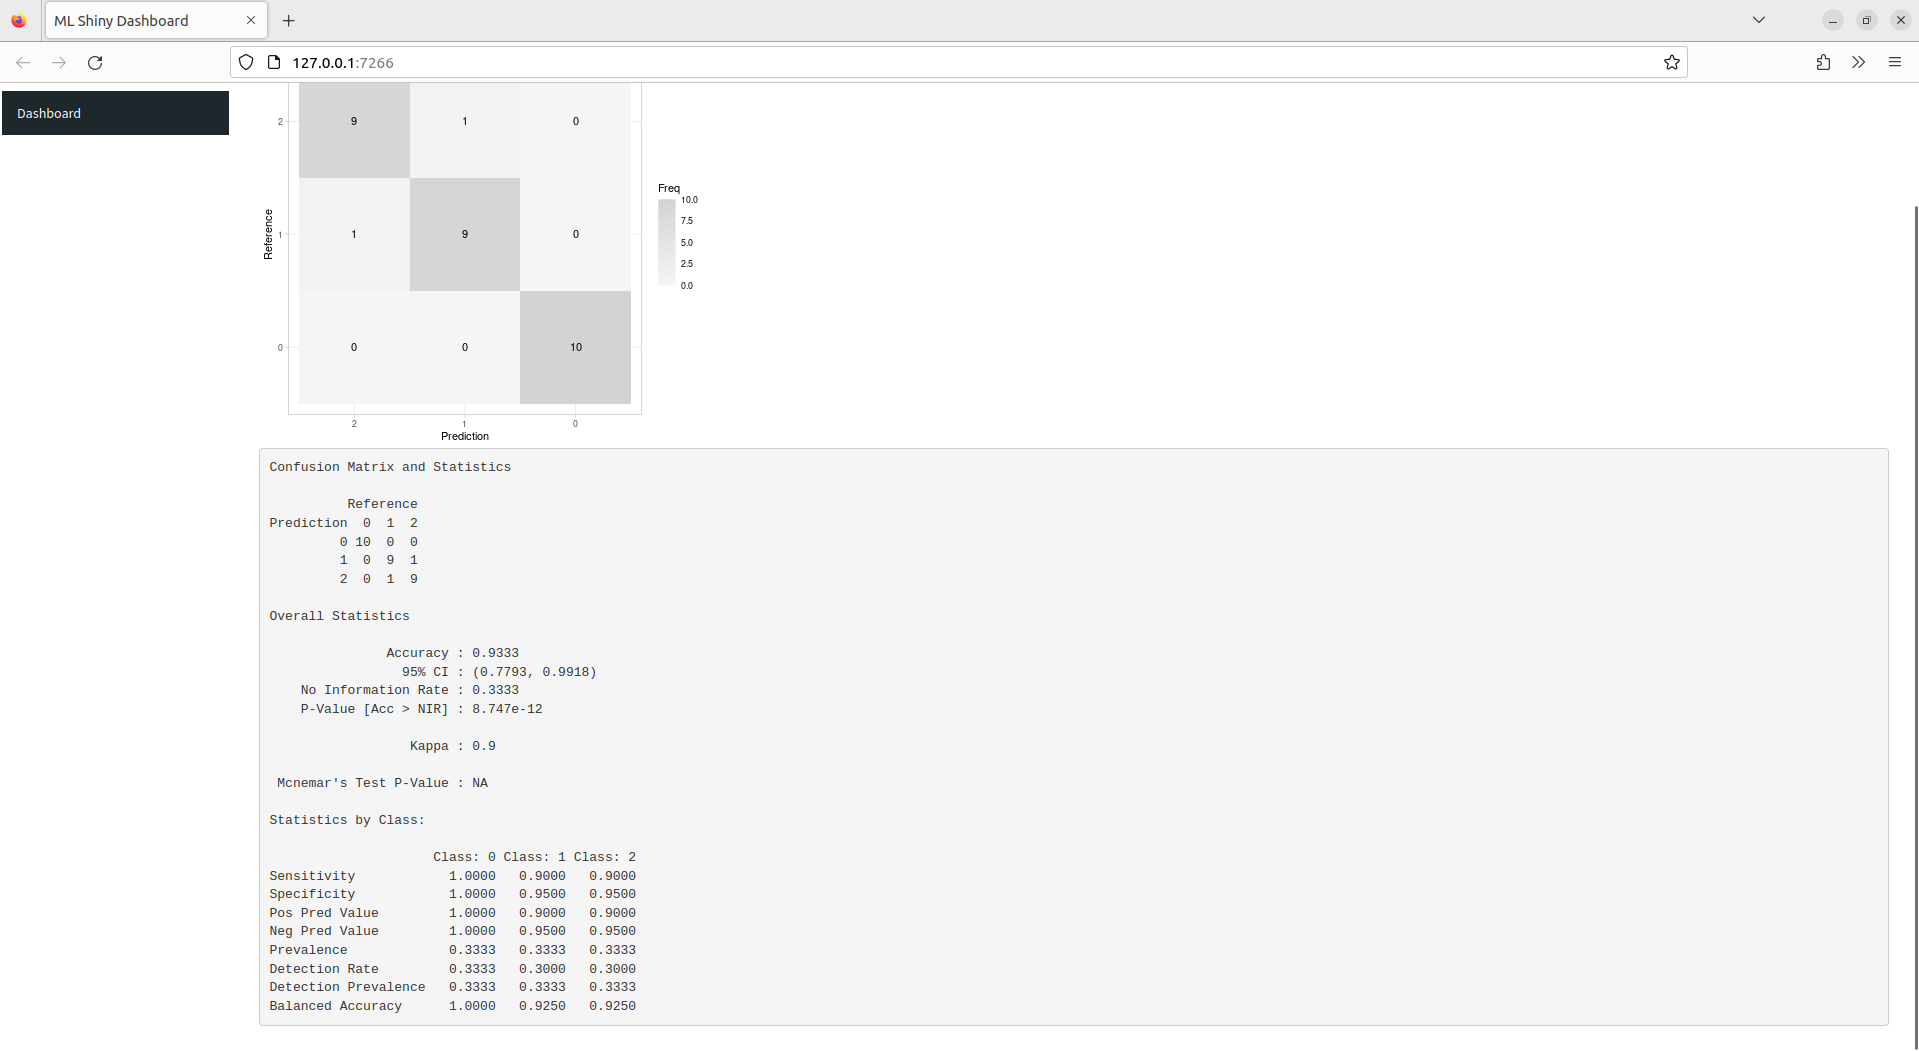 ML Shiny Dashboard
127.0.0.1:7266
Dashboard
2
9 1 0
Reference
1
1 9 0
0
0 0 10
2 1 0
Prediction
Freq
10.0
7.5
5.0
2.5
0.0
Confusion Matrix and Statistics
Reference
Prediction 0 1 2
0 10 0 0
1 0 9 1
2 0 1 9
Overall Statistics
Accuracy : 0.9333
95% CI : (0.7793, 0.9918)
No Information Rate : 0.3333
P-Value [Acc > NIR] : 8.747e-12
Kappa : 0.9
Mcnemar's Test P-Value : NA
Statistics by Class:
Class: 0 Class: 1 Class: 2
Sensitivity 1.0000 0.9000 0.9000
Specificity 1.0000 0.9500 0.9500
Pos Pred Value 1.0000 0.9000 0.9000
Neg Pred Value 1.0000 0.9500 0.9500
Prevalence 0.3333 0.3333 0.3333
Detection Rate 0.3333 0.3000 0.3000
Detection Prevalence 0.3333 0.3333 0.3333
Balanced Accuracy 1.0000 0.9250 0.9250